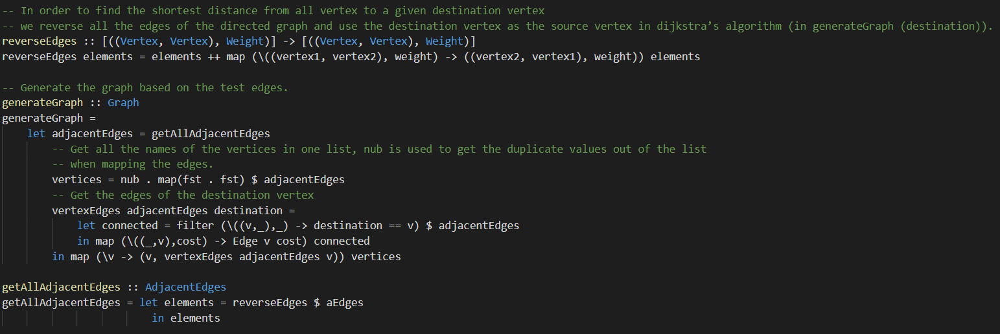 -- In order to find the shortest distance from all vertex to a given destination vertex
-- we reverse all the edges of the directed graph and use the destination vertex as the source vertex in dijkstra’s algorithm (in generateGraph (destination)).
reverseEdges :: [((Vertex, Vertex), Weight)] -> [((Vertex, Vertex), Weight)]
reverseEdges elements = elements ++ map (\((vertex1, vertex2), weight) -> ((vertex2, vertex1), weight)) elements

-- Generate the graph based on the test edges.
generateGraph :: Graph
generateGraph =
    let adjacentEdges = getAllAdjacentEdges
        -- Get all the names of the vertices in one list, nub is used to get the duplicate values out of the list
        -- when mapping the edges.
        vertices = nub . map(fst . fst) $ adjacentEdges
        -- Get the edges of the destination vertex
        vertexEdges adjacentEdges destination =
            let connected = filter (\((v,_),_) -> destination == v) $ adjacentEdges
            in map (\((_,v),cost) -> Edge v cost) connected
        in map (\v -> (v, vertexEdges adjacentEdges v)) vertices

getAllAdjacentEdges :: AdjacentEdges
getAllAdjacentEdges = let elements = reverseEdges $ aEdges
                        in elements